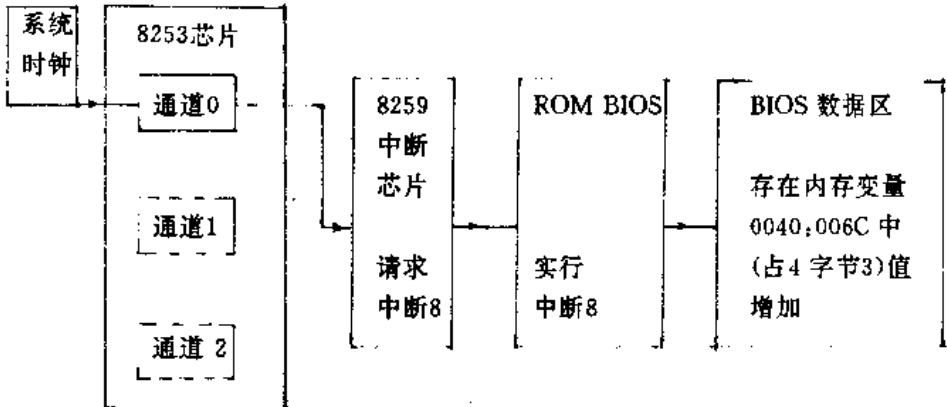 系统
时钟
8253芯片
通道0
通道1
通道 2
8259
中断
芯片
请求
中断8
ROM BIOS
实行
中断8
BIOS 数据区
存在内存变量
0040:006C 中
(占4 字节3)值
增加